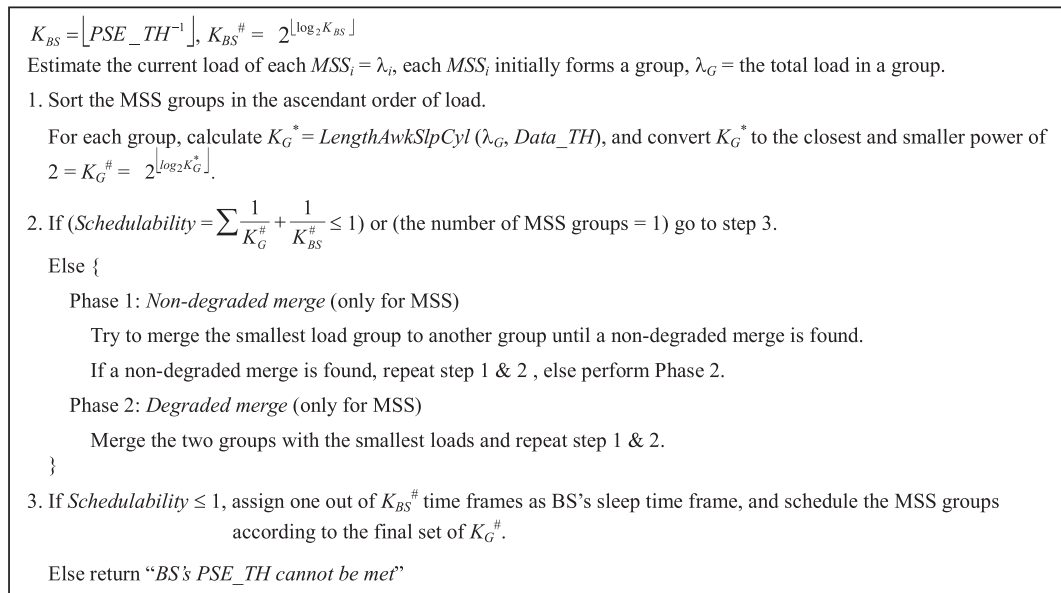 K_BS = ⌊PSE_TH⁻¹⌋, K_BS^# = 2^⌊log₂ K_BS⌋
Estimate the current load of each MSS_i = λ_i, each MSS_i initially forms a group, λ_G = the total load in a group.
1. Sort the MSS groups in the ascendant order of load.
For each group, calculate K_G^* = LengthAwkSlpCyl (λ_G, Data_TH), and convert K_G^* to the closest and smaller power of
2 = K_G^# = 2^⌊log₂ K_G^*⌋.
2. If (Schedulability = ∑ 1/K_G^# + 1/K_BS^# ≤ 1) or (the number of MSS groups = 1) go to step 3.
Else {
Phase 1: Non-degraded merge (only for MSS)
Try to merge the smallest load group to another group until a non-degraded merge is found.
If a non-degraded merge is found, repeat step 1 & 2 , else perform Phase 2.
Phase 2: Degraded merge (only for MSS)
Merge the two groups with the smallest loads and repeat step 1 & 2.
}
3. If Schedulability ≤ 1, assign one out of K_BS^# time frames as BS's sleep time frame, and schedule the MSS groups
according to the final set of K_G^#.
Else return “BS's PSE_TH cannot be met”